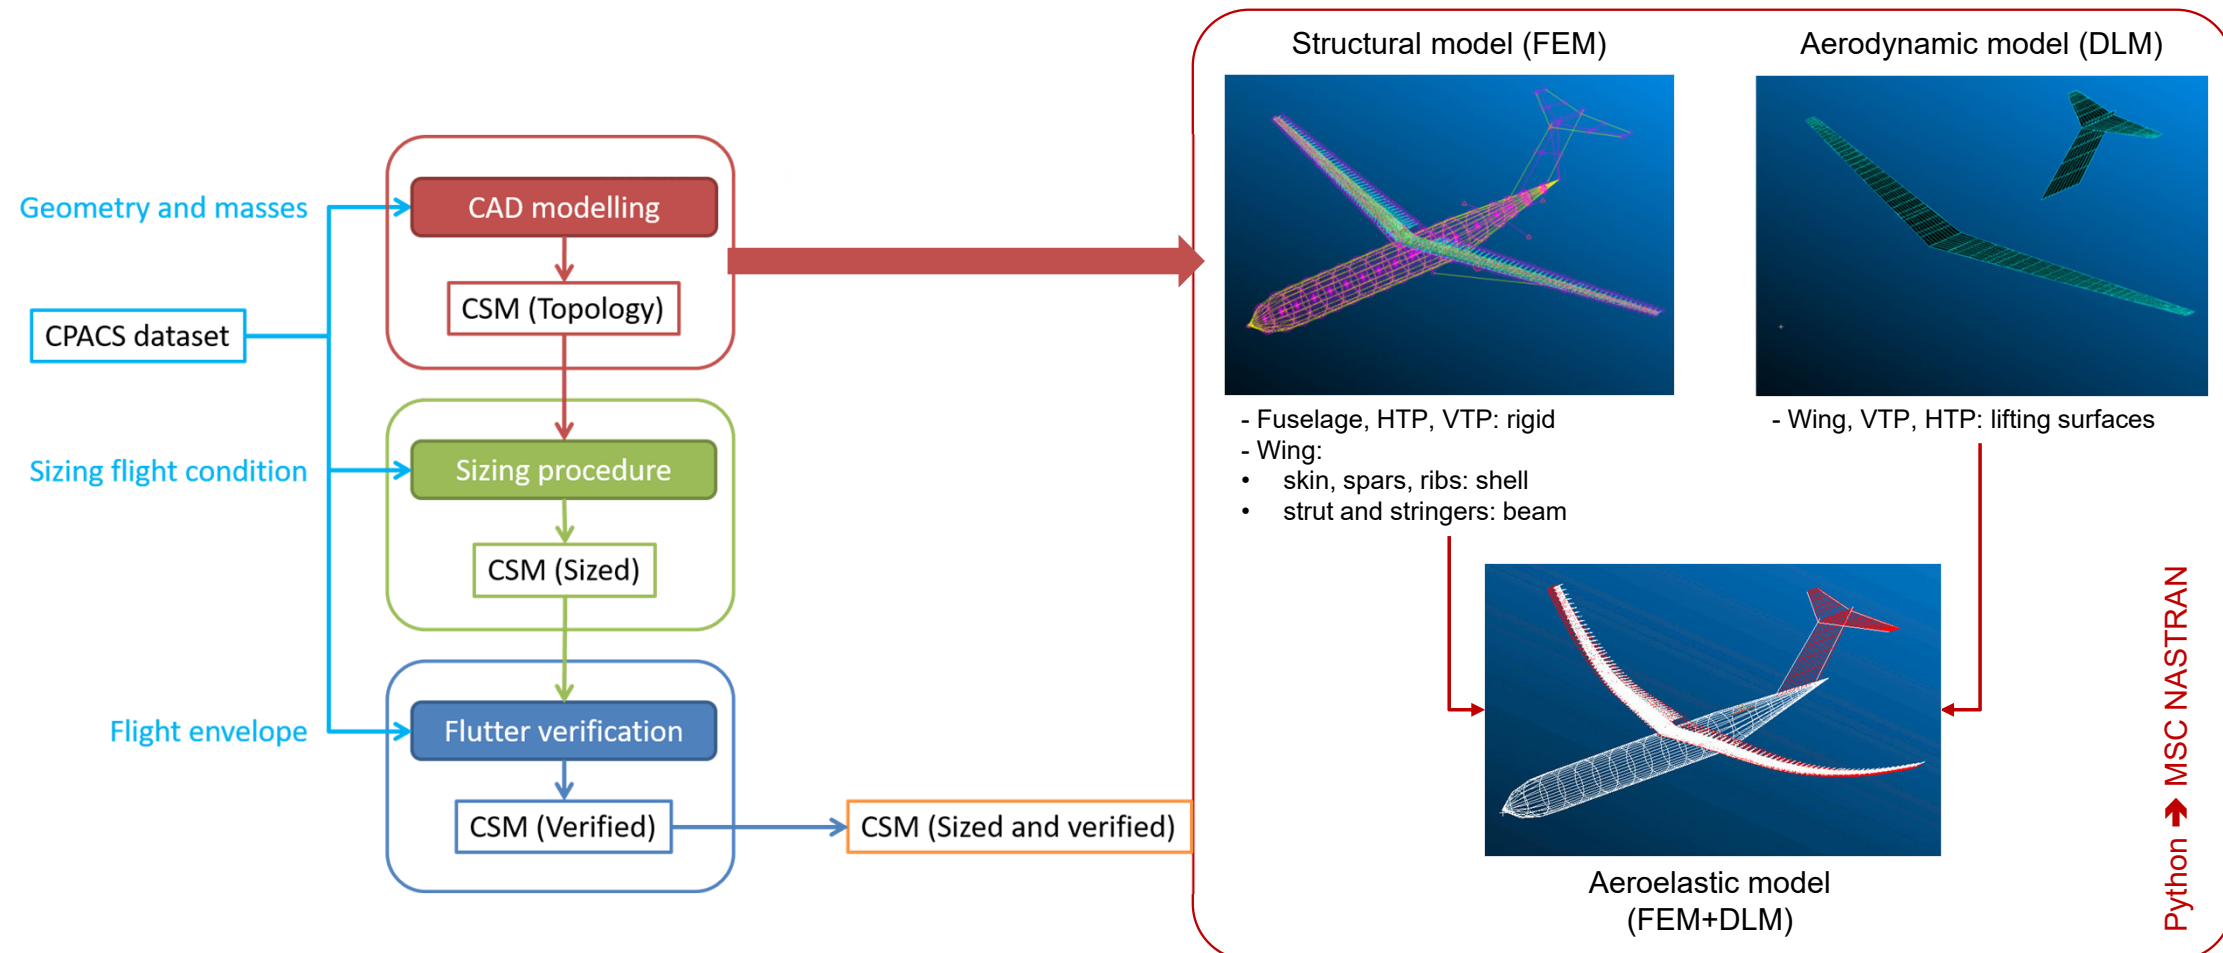 Geometry and masses
CPACS dataset
Sizing flight condition
Flight envelope
CAD modelling
CSM (Topology)
Sizing procedure
CSM (Sized)
Flutter verification
CSM (Verified)
CSM (Sized and verified)
Structural model (FEM)
Aerodynamic model (DLM)
- Fuselage, HTP, VTP: rigid
- Wing:
• skin, spars, ribs: shell
• strut and stringers: beam
- Wing, VTP, HTP: lifting surfaces
Aeroelastic model
(FEM+DLM)
Python ➔ MSC NASTRAN